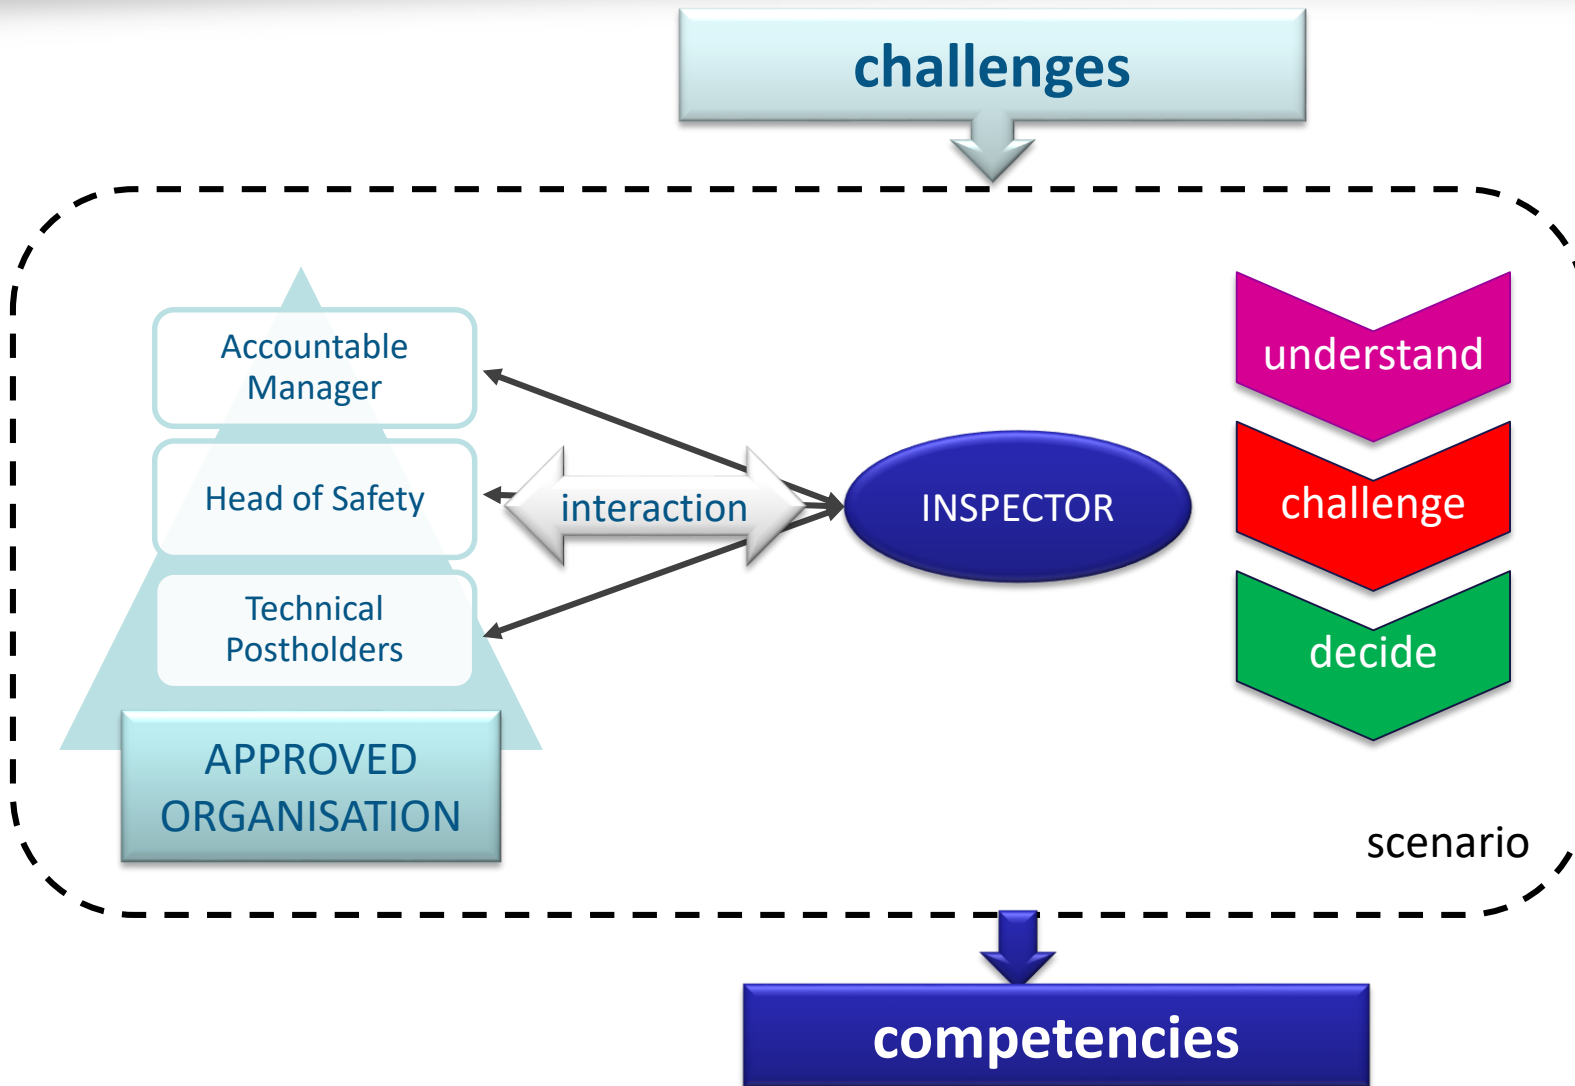 challenges
Accountable
Manager
Head of Safety
Technical
Postholders
APPROVED
ORGANISATION
interaction
INSPECTOR
understand
challenge
decide
scenario
competencies